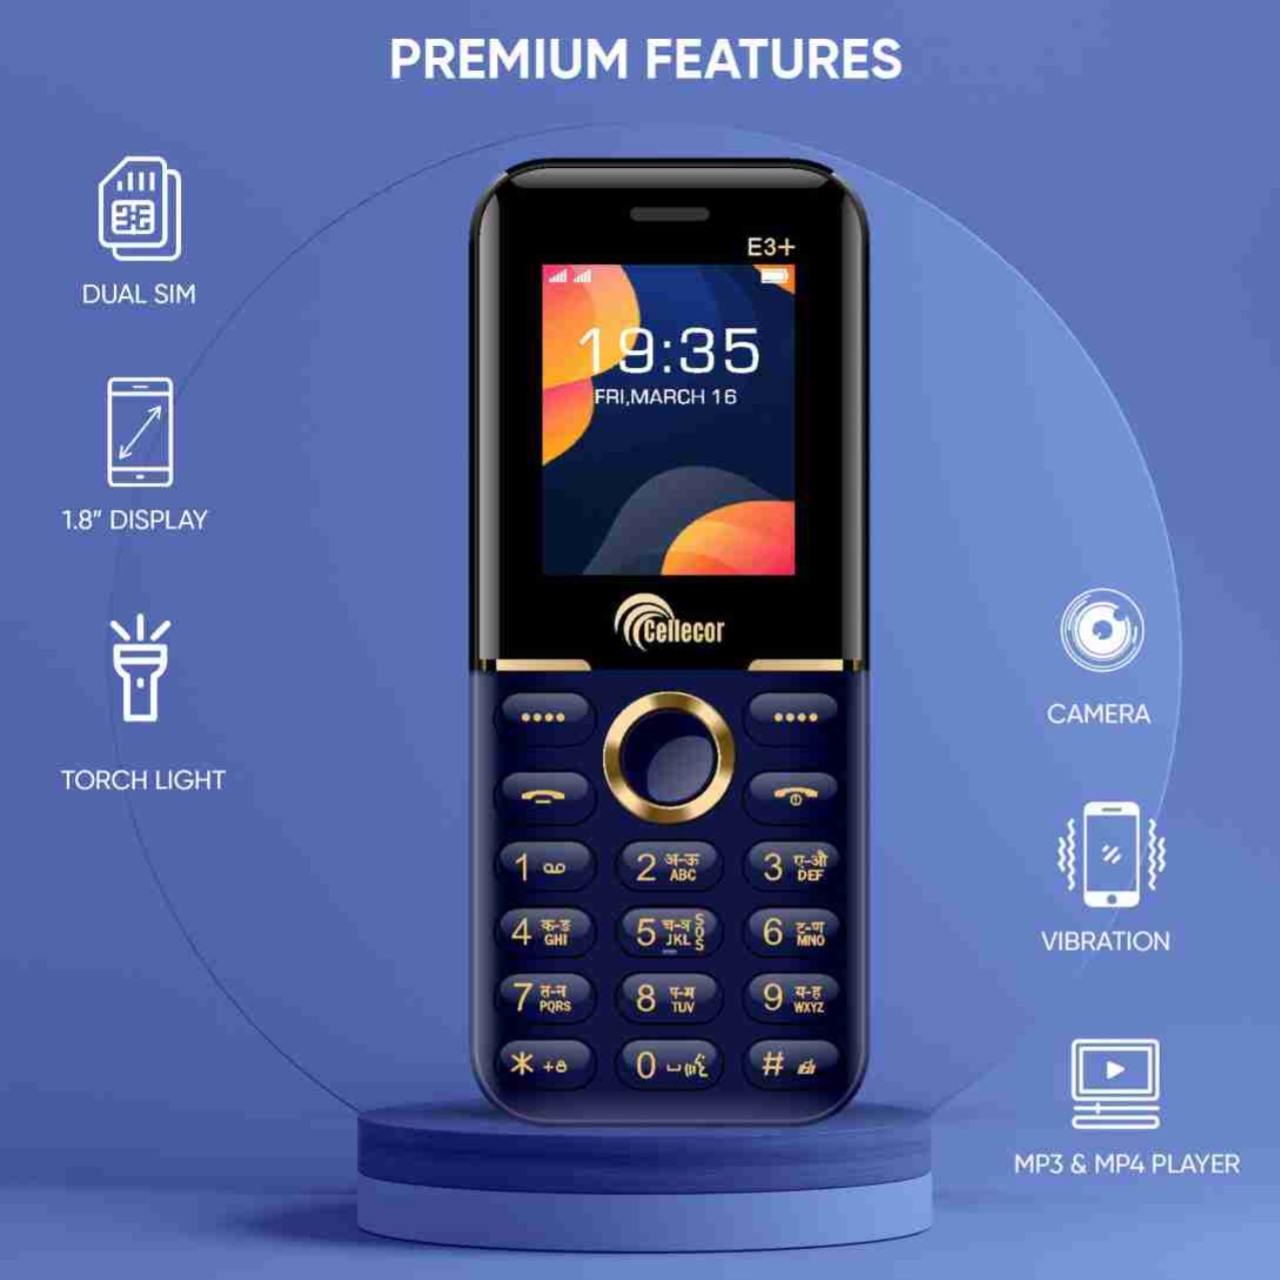 PREMIUM FEATURES
DUAL SIM
1.8” DISPLAY
TORCH LIGHT
E3+
19:35
FRI,MARCH 16
Cellecor
1
2 अ-ऊ ABC
3 ए-औ DEF
4 क-ङ GHI
5 च-ञ JKL SOS
6 ट-ण MNO
7 त-न PQRS
8 प-म TUV
9 य-ह WXYZ
* +
0
#
CAMERA
VIBRATION
MP3 & MP4 PLAYER